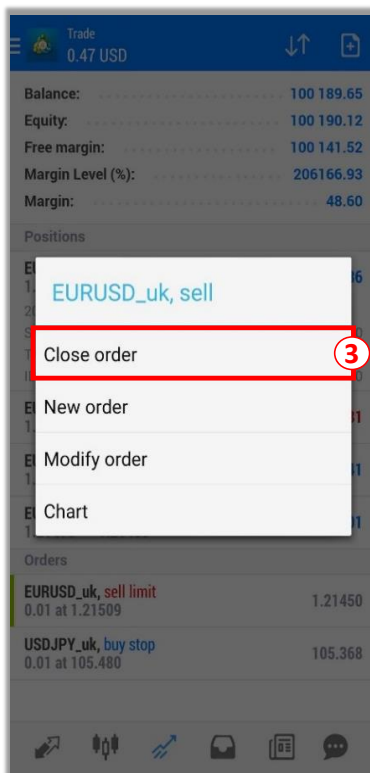 Trade
0.47 USD
Balance: 100 189.65
Equity: 100 190.12
Free margin: 100 141.52
Margin Level (%): 206166.93
Margin: 48.60
Positions
EURUSD_uk, sell
Close order
3
New order
Modify order
Chart
Orders
EURUSD_uk, sell limit
0.01 at 1.21509
1.21450
USDJPY_uk, buy stop
0.01 at 105.480
105.368